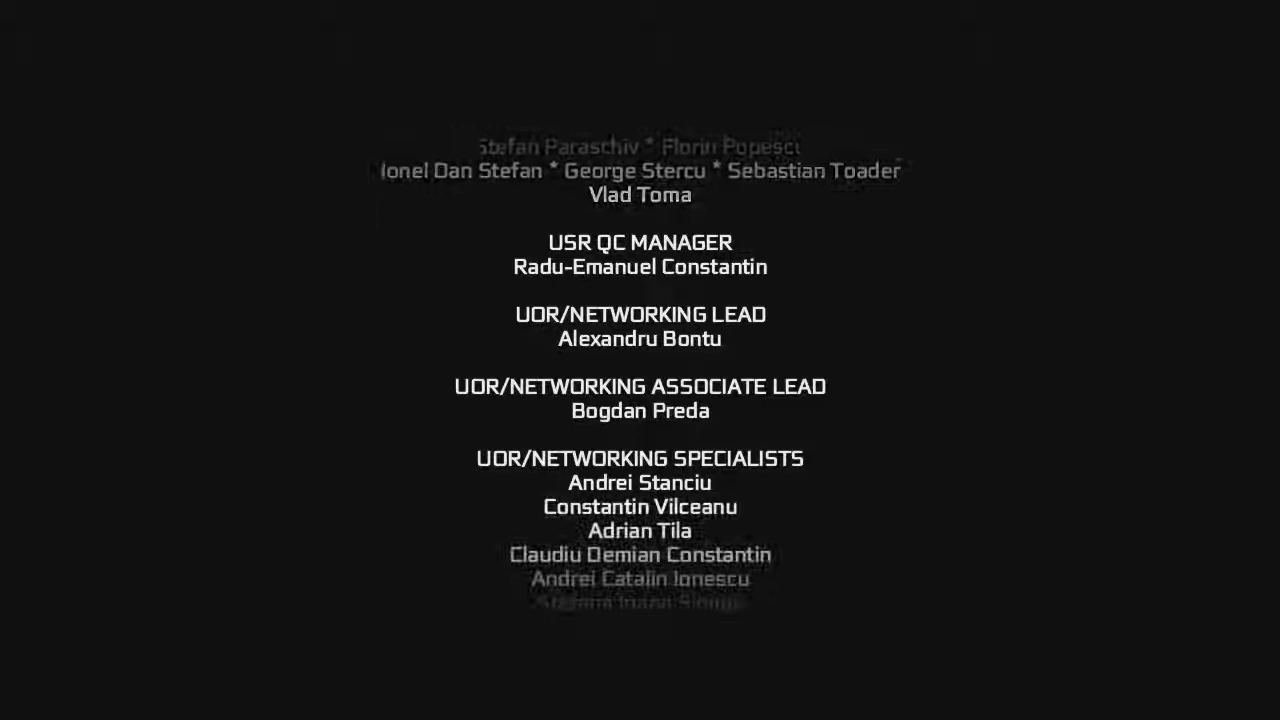 Stefan Paraschiv * Florin Popescu
Ionel Dan Stefan * George Stercu * Sebastian Toader
Vlad Toma
USR QC MANAGER
Radu-Emanuel Constantin
UOR/NETWORKING LEAD
Alexandru Bontu
UOR/NETWORKING ASSOCIATE LEAD
Bogdan Preda
UOR/NETWORKING SPECIALISTS
Andrei Stanciu
Constantin Vilceanu
Adrian Tila
Claudiu Demian Constantin
Andrei Catalin Ionescu